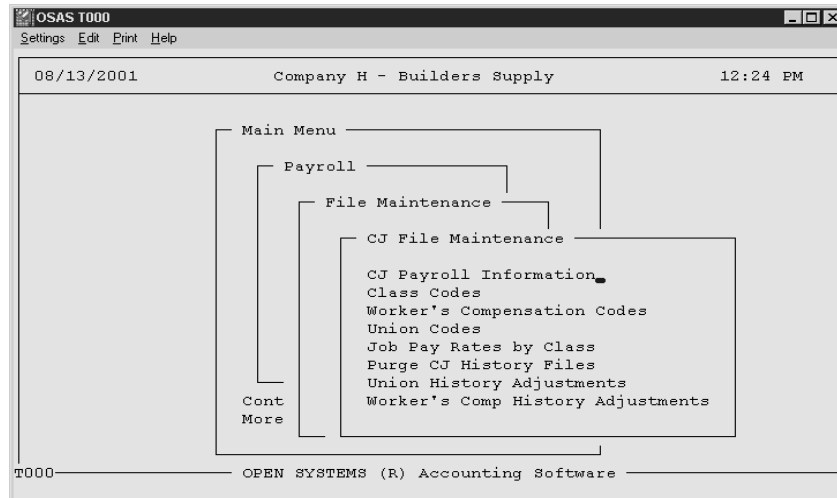 OSAS T000
Settings Edit Print Help
08/13/2001 Company H - Builders Supply 12:24 PM
Main Menu
Payroll
File Maintenance
CJ File Maintenance
CJ Payroll Information
Class Codes
Worker's Compensation Codes
Union Codes
Job Pay Rates by Class
Purge CJ History Files
Union History Adjustments
Cont Worker's Comp History Adjustments
More
T000 OPEN SYSTEMS (R) Accounting Software